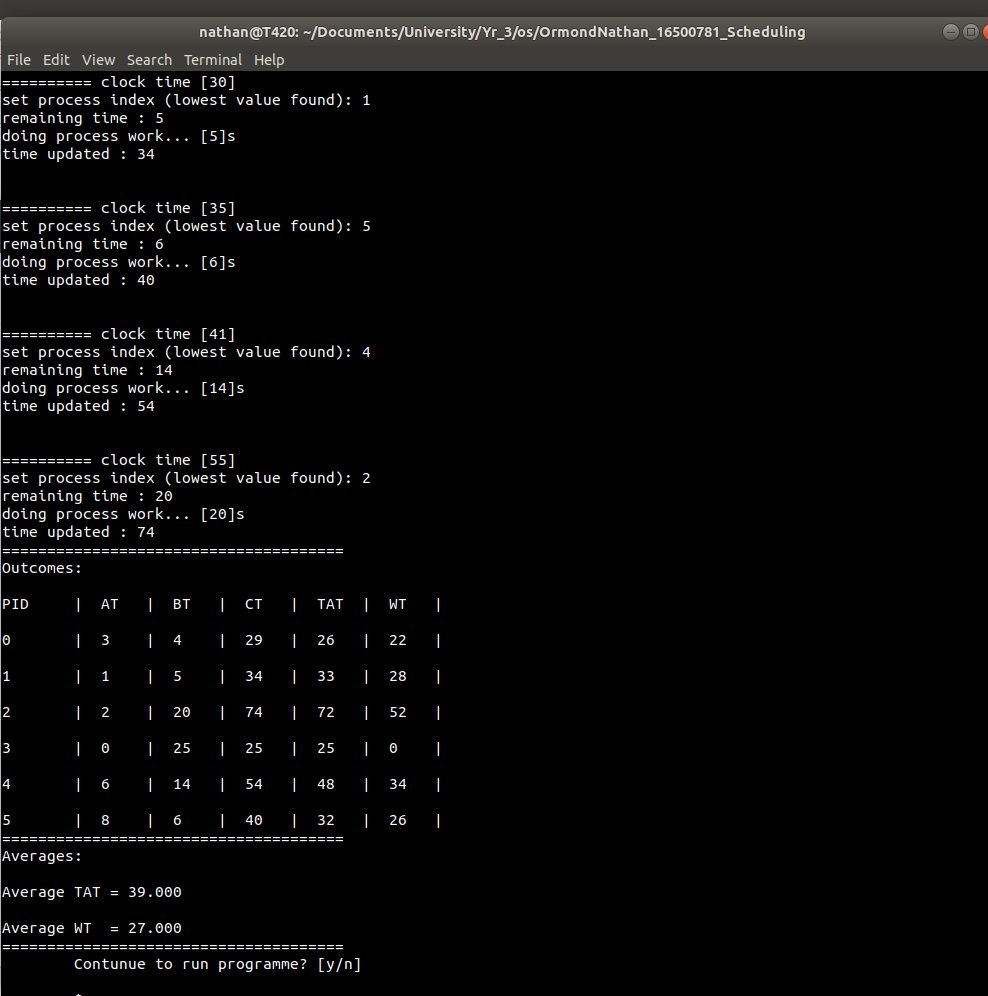 nathan@T420: ~/Documents/University/Yr_3/os/OrmondNathan_16500781_Scheduling
File Edit View Search Terminal Help
========== clock time [30]
set process index (lowest value found): 1
remaining time : 5
doing process work... [5]s
time updated : 34
========== clock time [35]
set process index (lowest value found): 5
remaining time : 6
doing process work... [6]s
time updated : 40
========== clock time [41]
set process index (lowest value found): 4
remaining time : 14
doing process work... [14]s
time updated : 54
========== clock time [55]
set process index (lowest value found): 2
remaining time : 20
doing process work... [20]s
time updated : 74
======================================
Outcomes:
PID | AT | BT | CT | TAT | WT |
0 | 3 | 4 | 29 | 26 | 22 |
1 | 1 | 5 | 34 | 33 | 28 |
2 | 2 | 20 | 74 | 72 | 52 |
3 | 0 | 25 | 25 | 25 | 0 |
4 | 6 | 14 | 54 | 48 | 34 |
5 | 8 | 6 | 40 | 32 | 26 |
======================================
Averages:
Average TAT = 39.000
Average WT  = 27.000
======================================
Contunue to run programme? [y/n]